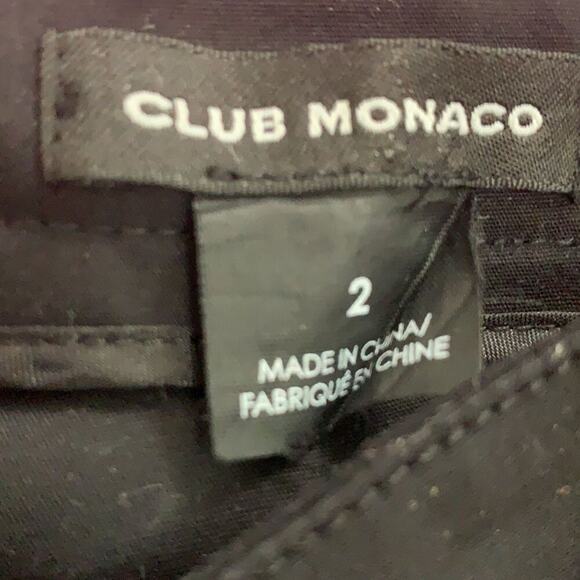 CLUB MONACO
2
MADE IN CHINA/
FABRIQUÉ EN CHINE